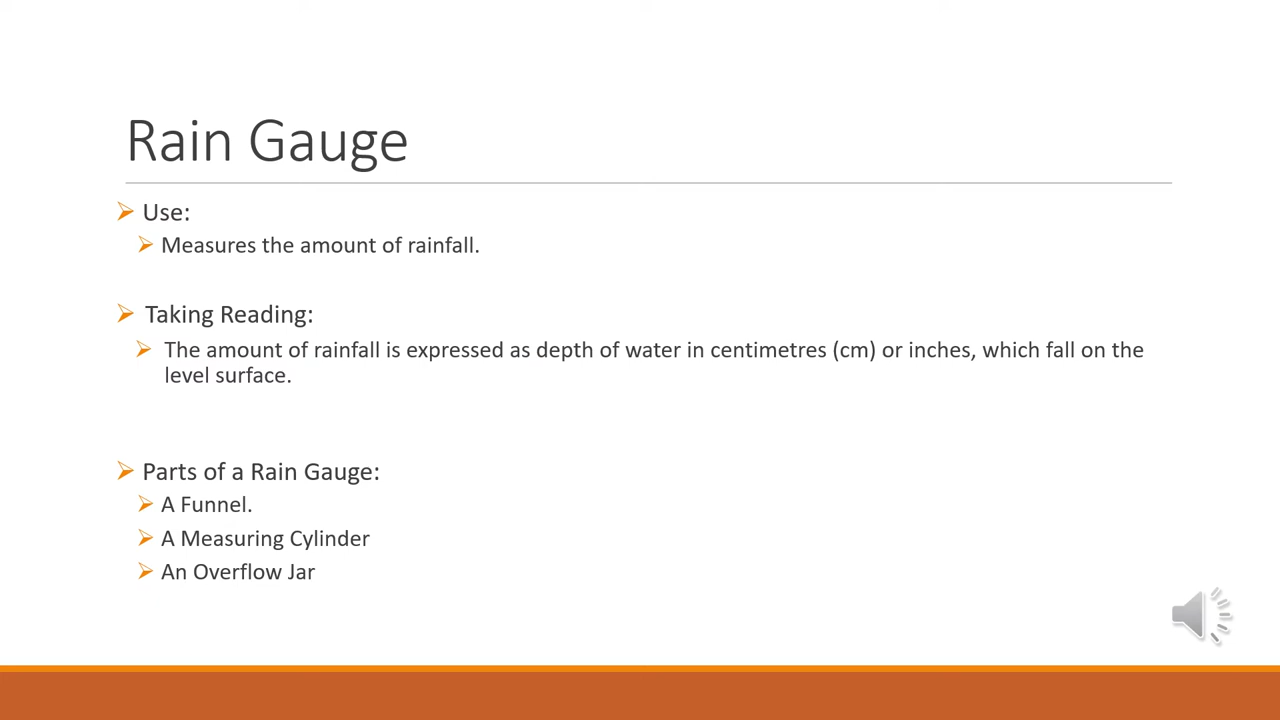 Rain Gauge
Use:
Measures the amount of rainfall.
Taking Reading:
The amount of rainfall is expressed as depth of water in centimetres (cm) or inches, which fall on the
level surface.
Parts of a Rain Gauge:
A Funnel.
A Measuring Cylinder
An Overflow Jar